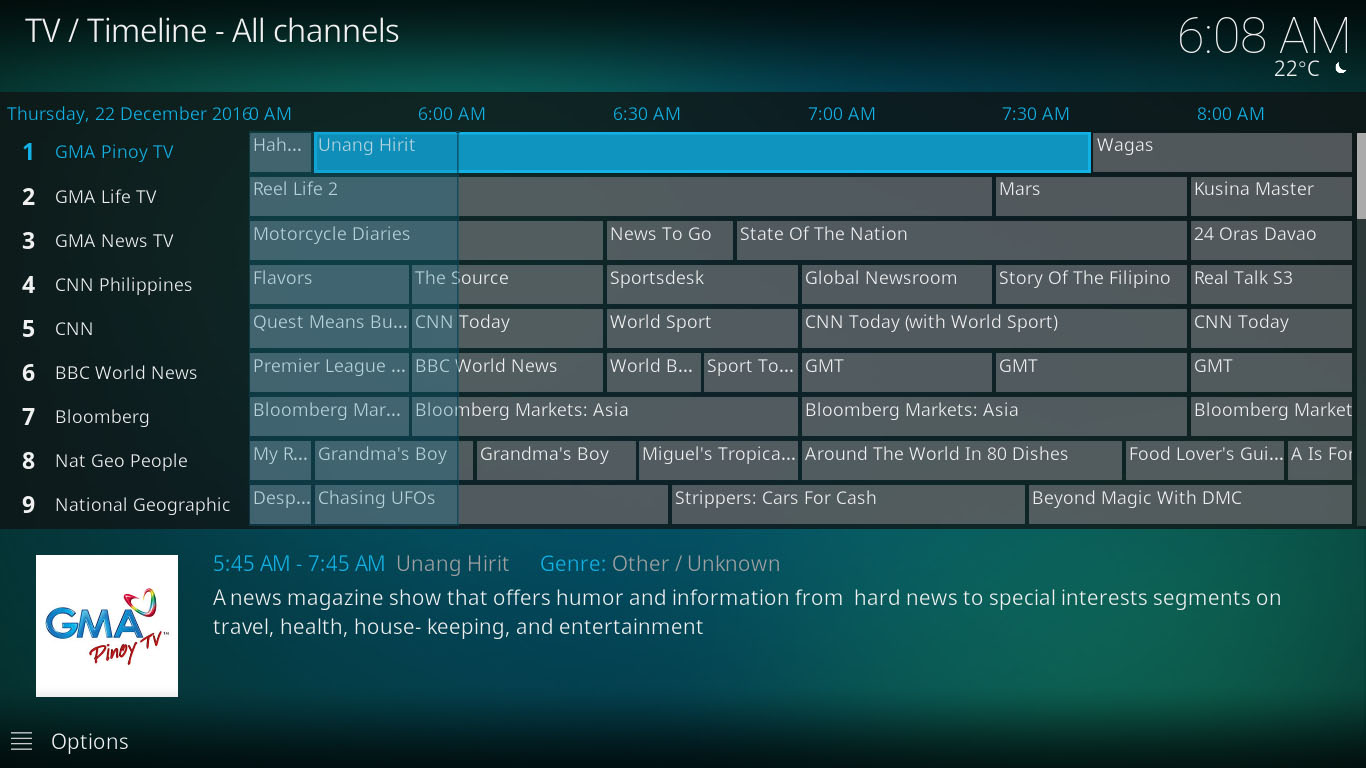 TV / Timeline - All channels
6:08 AM
22°C
Thursday, 22 December 2016 0 AM 6:00 AM 6:30 AM 7:00 AM 7:30 AM 8:00 AM
1 GMA Pinoy TV Hah... Unang Hirit Wagas
2 GMA Life TV Reel Life 2 Mars Kusina Master
3 GMA News TV Motorcycle Diaries News To Go State Of The Nation 24 Oras Davao
4 CNN Philippines Flavors The Source Sportsdesk Global Newsroom Story Of The Filipino Real Talk S3
5 CNN Quest Means Bu... CNN Today World Sport CNN Today (with World Sport) CNN Today
6 BBC World News Premier League ... BBC World News World B... Sport To... GMT GMT GMT
7 Bloomberg Bloomberg Mar... Bloomberg Markets: Asia Bloomberg Markets: Asia Bloomberg Market
8 Nat Geo People My R... Grandma's Boy Grandma's Boy Miguel's Tropica... Around The World In 80 Dishes Food Lover's Gui... A Is For
9 National Geographic Desp... Chasing UFOs Strippers: Cars For Cash Beyond Magic With DMC
5:45 AM - 7:45 AM Unang Hirit Genre: Other / Unknown
A news magazine show that offers humor and information from  hard news to special interests segments on
travel, health, house- keeping, and entertainment
GMA
Pinoy TV™
Options